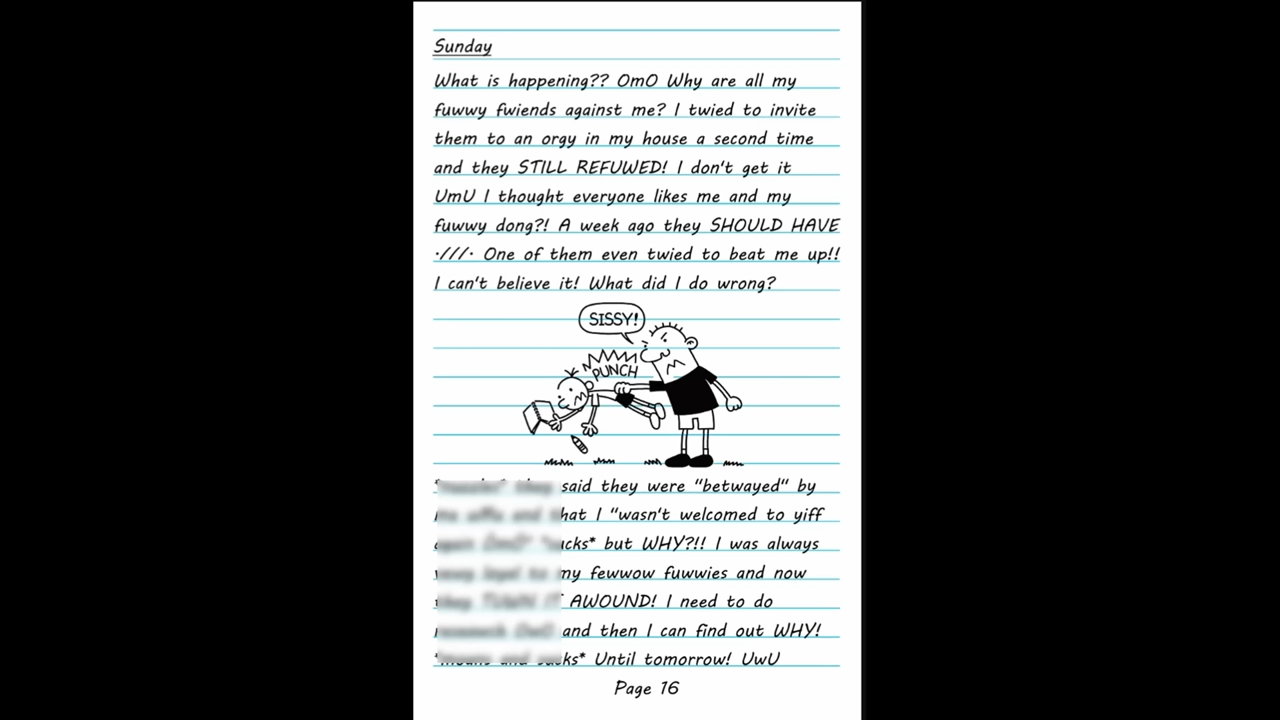 Sunday
What is happening?? OmO Why are all my
fuwwy fwiends against me? I twied to invite
them to an orgy in my house a second time
and they STILL REFUWED! I don't get it
UmU I thought everyone likes me and my
fuwwy dong?! A week ago they SHOULD HAVE
·///· One of them even twied to beat me up!!
I can't believe it! What did I do wrong?
SISSY!
PUNCH
said they were "betwayed" by
that I "wasn't welcomed to yiff
but WHY?!! I was always
my fewwow fuwwies and now
AWOUND! I need to do
and then I can find out WHY!
Until tomorrow! UwU
Page 16